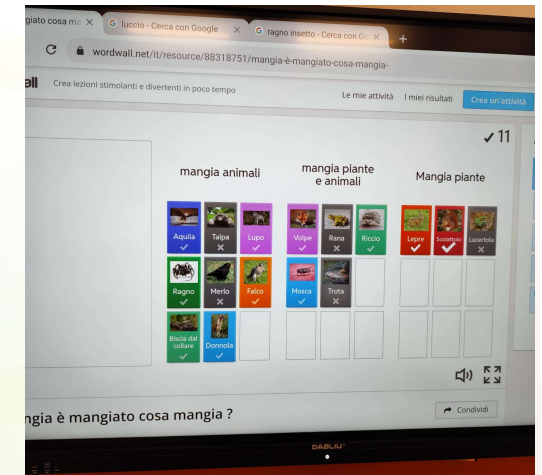 giato cosa ma
luccio - Cerca con Google
ragno insetto - Cerca con Go
wordwall.net/it/resource/88318751/mangia-è-mangiato-cosa-mangia-
all
Crea lezioni stimolanti e divertenti in poco tempo
Le mie attività
I miei risultati
Crea un'attività
11
mangia animali
mangia piante
e animali
Mangia piante
Aquila
Talpa
Lupo
Volpe
Rana
Riccio
Lepre
Scoiattolo
Lucertola
Ragno
Merlo
Falco
Mosca
Trota
Biscia dal
collare
Donnola
ngia è mangiato cosa mangia ?
Condividi
DABLIU